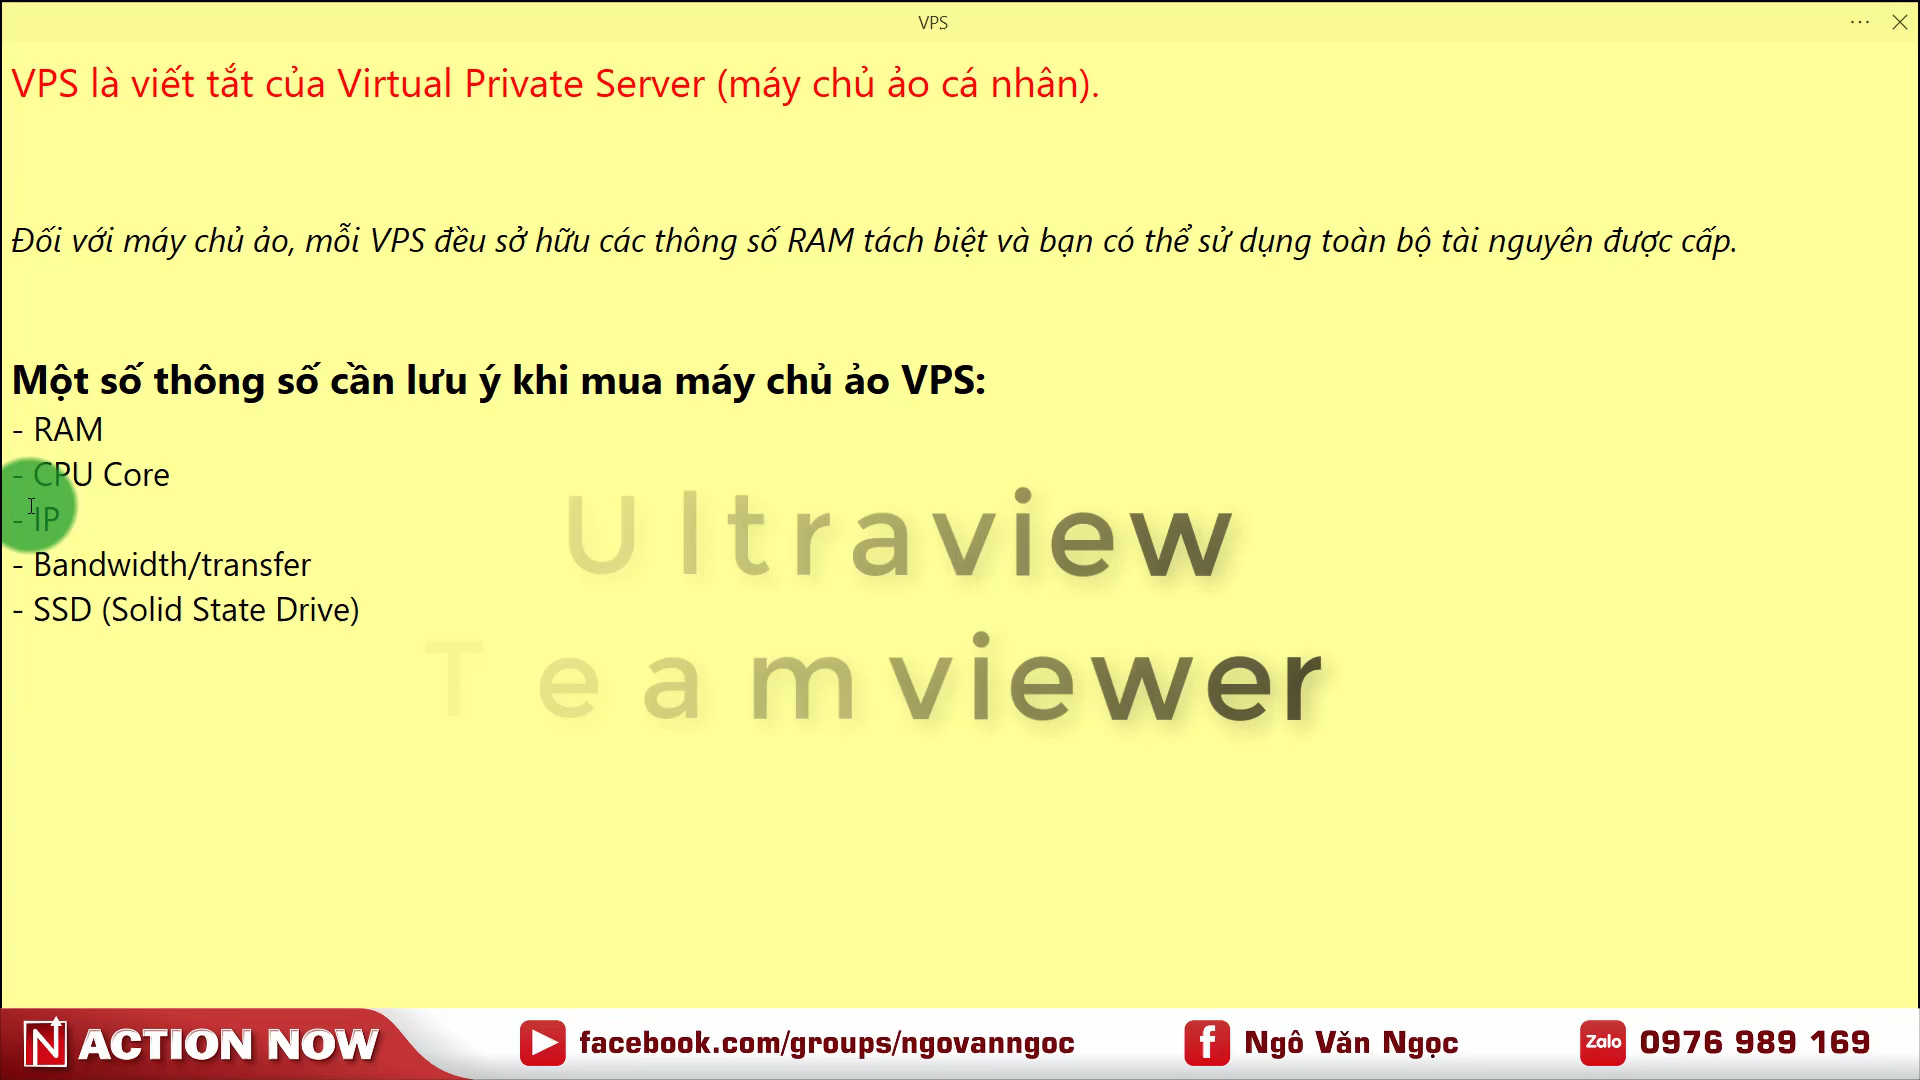 VPS
VPS là viết tắt của Virtual Private Server (máy chủ ảo cá nhân).
Đối với máy chủ ảo, mỗi VPS đều sở hữu các thông số RAM tách biệt và bạn có thể sử dụng toàn bộ tài nguyên được cấp.
Một số thông số cần lưu ý khi mua máy chủ ảo VPS:
- RAM
- CPU Core
- IP
- Bandwidth/transfer
- SSD (Solid State Drive)
Ultraview
Teamviewer
N ACTION NOW
facebook.com/groups/ngovanngoc
f Ngô Văn Ngọc
Zalo 0976 989 169